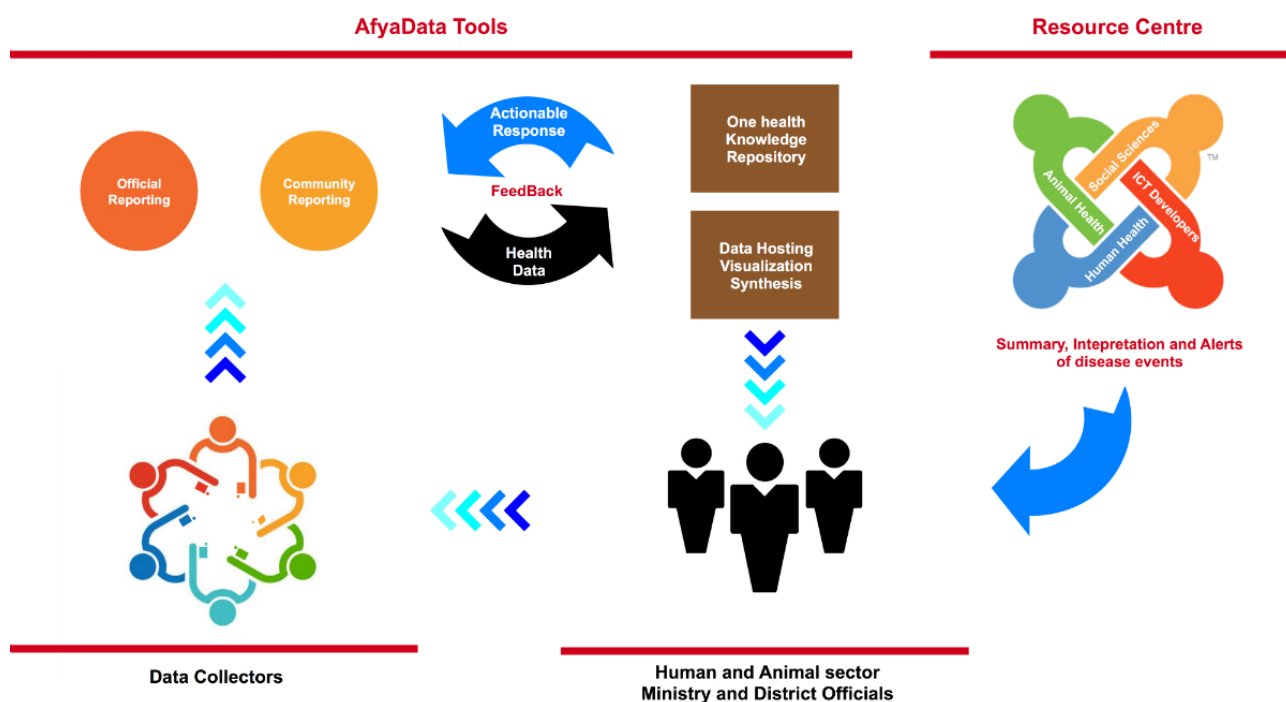 AfyaData Tools
Resource Centre
Official
Reporting
Community
Reporting
Actionable
Response
FeedBack
Health
Data
One health
Knowledge
Repository
Data Hosting
Visualization
Synthesis
Animal Health
Social Sciences
ICT Developers
Human Health
TM
Summary, Intepretation and Alerts
of disease events
Data Collectors
Human and Animal sector
Ministry and District Officials